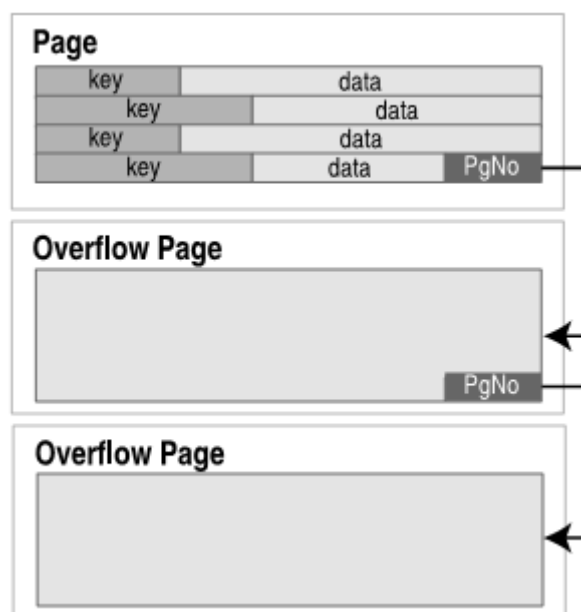 Page
key data
key data
key data
key data PgNo
Overflow Page
PgNo
Overflow Page